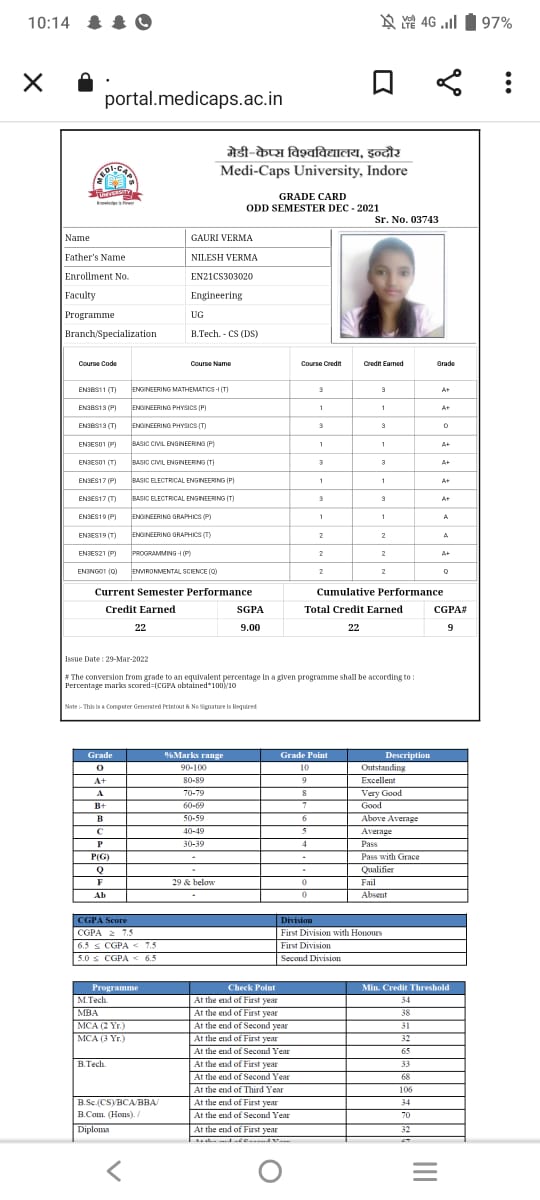 10:14
Vo) LTE 4G 97%
portal.medicaps.ac.in
मेडी-केप्स विश्वविद्यालय, इन्दौर
Medi-Caps University, Indore
MEDI-CAPS
UNIVERSITY
Knowledge is Power
GRADE CARD
ODD SEMESTER DEC - 2021
Sr. No. 03743
Name GAURI VERMA
Father's Name NILESH VERMA
Enrollment No. EN21CS303020
Faculty Engineering
Programme UG
Branch/Specialization B.Tech. - CS (DS)
Course Code Course Name Course Credit Credit Earned Grade
EN3BS11 (T) ENGINEERING MATHEMATICS -I (T) 3 3 A+
EN3BS13 (P) ENGINEERING PHYSICS (P) 1 1 A+
EN3BS13 (T) ENGINEERING PHYSICS (T) 3 3 O
EN3ES01 (P) BASIC CIVIL ENGINEERING (P) 1 1 A+
EN3ES01 (T) BASIC CIVIL ENGINEERING (T) 3 3 A+
EN3ES17 (P) BASIC ELECTRICAL ENGINEERING (P) 1 1 A+
EN3ES17 (T) BASIC ELECTRICAL ENGINEERING (T) 3 3 A+
EN3ES19 (P) ENGINEERING GRAPHICS (P) 1 1 A
EN3ES19 (T) ENGINEERING GRAPHICS (T) 2 2 A
EN3ES21 (P) PROGRAMMING -I (P) 2 2 A+
EN3NG01 (Q) ENVIRONMENTAL SCIENCE (Q) 2 2 Q
Current Semester Performance Cumulative Performance
Credit Earned SGPA Total Credit Earned CGPA#
22 9.00 22 9
Issue Date : 29-Mar-2022
# The conversion from grade to an equivalent percentage in a given programme shall be according to :
Percentage marks scored=(CGPA obtained*100)/10
Note :- This is a Computer Generated Printout & No Signature is Required
Grade %Marks range Grade Point Description
O 90-100 10 Outstanding
A+ 80-89 9 Excellent
A 70-79 8 Very Good
B+ 60-69 7 Good
B 50-59 6 Above Average
C 40-49 5 Average
P 30-39 4 Pass
P(G) - - Pass with Grace
Q - - Qualifier
F 29 & below 0 Fail
Ab - 0 Absent
CGPA Score Division
CGPA ≥ 7.5 First Division with Honours
6.5 ≤ CGPA < 7.5 First Division
5.0 ≤ CGPA < 6.5 Second Division
Programme Check Point Min. Credit Threshold
M.Tech. At the end of First year 34
MBA At the end of First year 38
MCA (2 Yr.) At the end of Second year 31
MCA (3 Yr.) At the end of First year 32
At the end of Second Year 65
B.Tech. At the end of First year 33
At the end of Second Year 68
At the end of Third Year 106
B.Sc.(CS)/BCA/BBA/ At the end of First year 34
B.Com. (Hons). / At the end of Second Year 70
Diploma At the end of First year 32